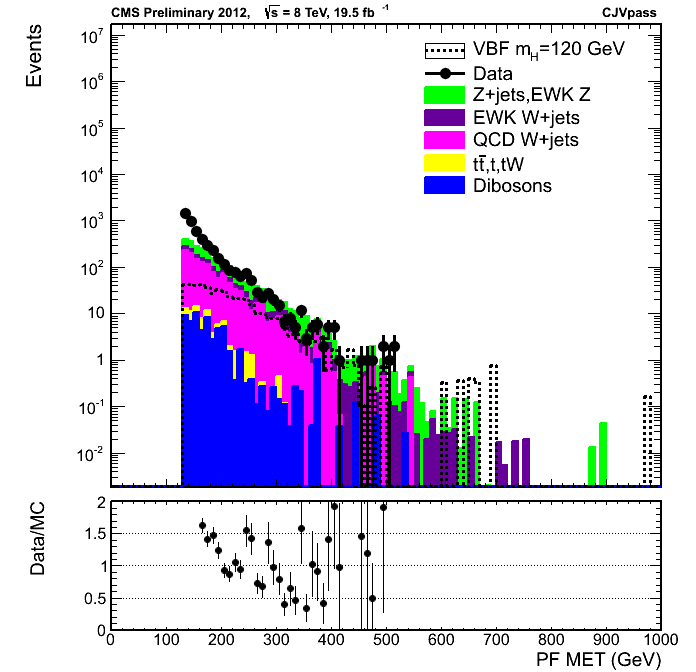 CMS Preliminary 2012, √s = 8 TeV, 19.5 fb⁻¹ CJVpass
Events
10⁷
10⁶
10⁵
10⁴
10³
10²
10
1
10⁻¹
10⁻²
VBF m_H=120 GeV
Data
Z+jets,EWK Z
EWK W+jets
QCD W+jets
tt̄,t,tW
Dibosons
Data/MC
2
1.5
1
0.5
0
0 100 200 300 400 500 600 700 800 900 1000
PF MET (GeV)